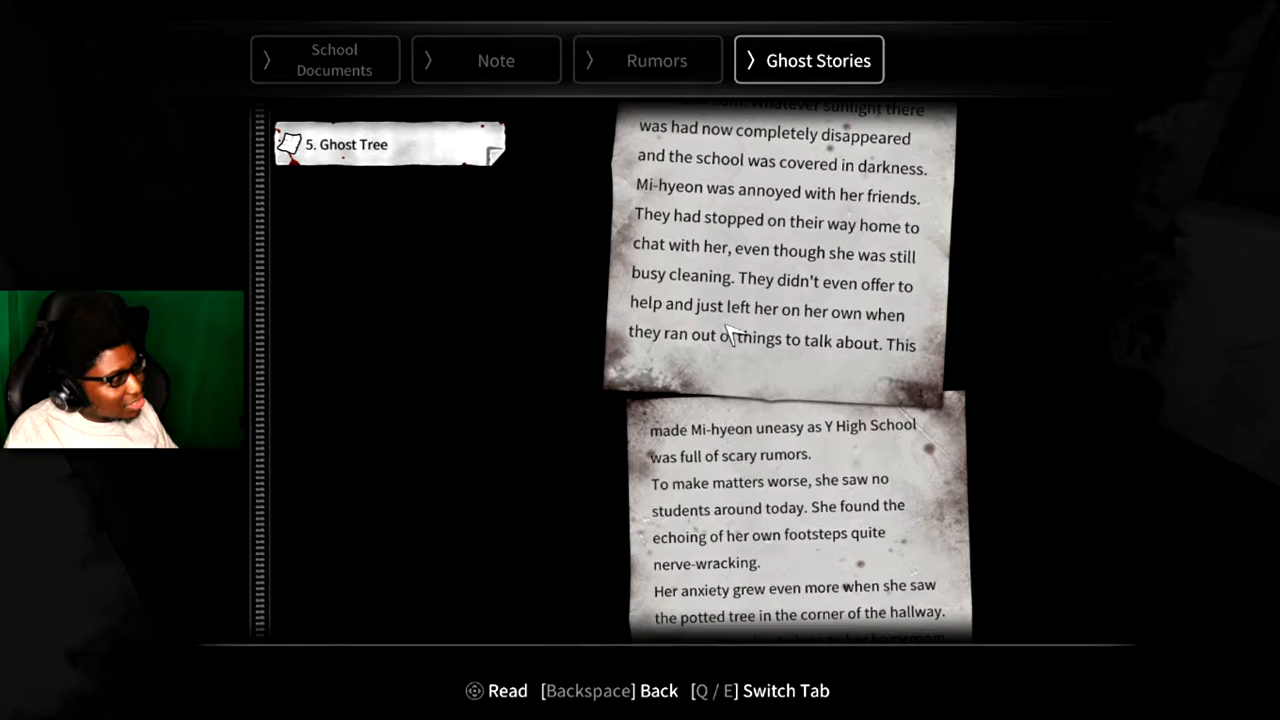 School
Documents
Note
Rumors
Ghost Stories
5. Ghost Tree
whatever sunlight there
was had now completely disappeared
and the school was covered in darkness.
Mi-hyeon was annoyed with her friends.
They had stopped on their way home to
chat with her, even though she was still
busy cleaning. They didn't even offer to
help and just left her on her own when
they ran out of things to talk about. This
made Mi-hyeon uneasy as Y High School
was full of scary rumors.
To make matters worse, she saw no
students around today. She found the
echoing of her own footsteps quite
nerve-wracking.
Her anxiety grew even more when she saw
the potted tree in the corner of the hallway.
Read [Backspace] Back [Q / E] Switch Tab